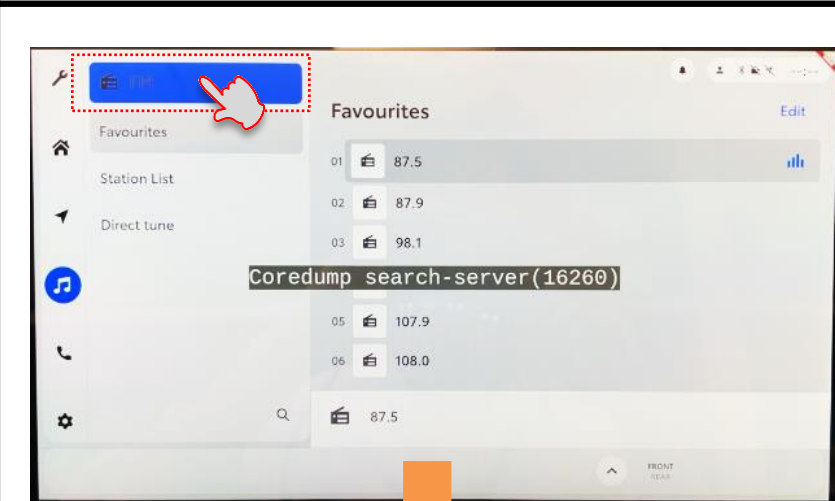 Favourites
Edit
Favourites
Station List
Direct tune
01 87.5
02 87.9
03 98.1
Coredump search-server(16260)
05 107.9
06 108.0
87.5
FRONT
REAR